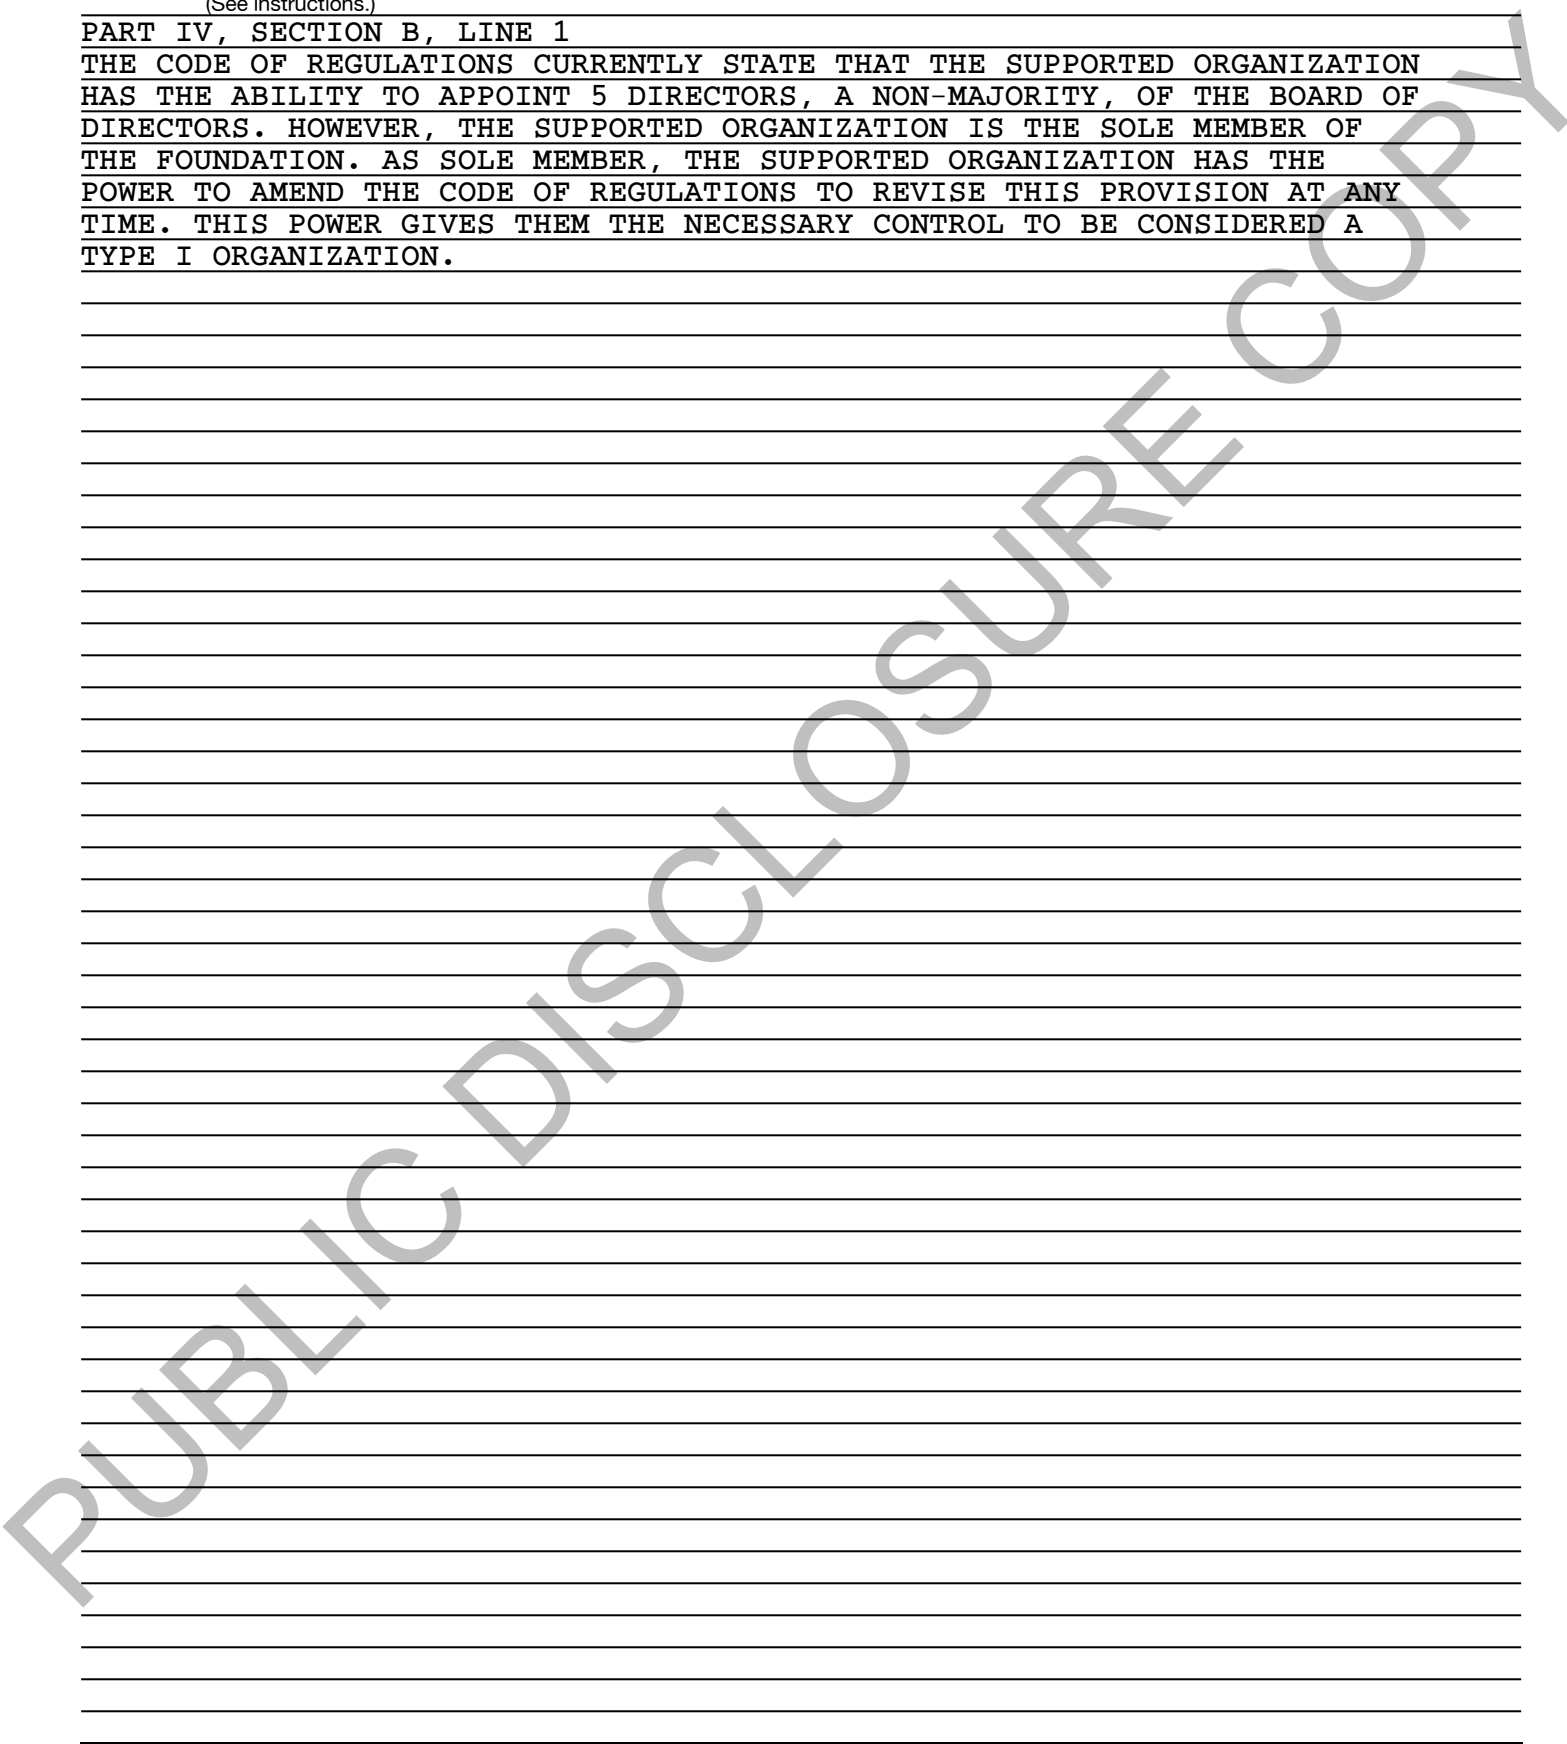 (See instructions.)
PART IV, SECTION B, LINE 1
THE CODE OF REGULATIONS CURRENTLY STATE THAT THE SUPPORTED ORGANIZATION
HAS THE ABILITY TO APPOINT 5 DIRECTORS, A NON-MAJORITY, OF THE BOARD OF
DIRECTORS. HOWEVER, THE SUPPORTED ORGANIZATION IS THE SOLE MEMBER OF
THE FOUNDATION. AS SOLE MEMBER, THE SUPPORTED ORGANIZATION HAS THE
POWER TO AMEND THE CODE OF REGULATIONS TO REVISE THIS PROVISION AT ANY
TIME. THIS POWER GIVES THEM THE NECESSARY CONTROL TO BE CONSIDERED A
TYPE I ORGANIZATION.
PUBLIC DISCLOSURE COPY